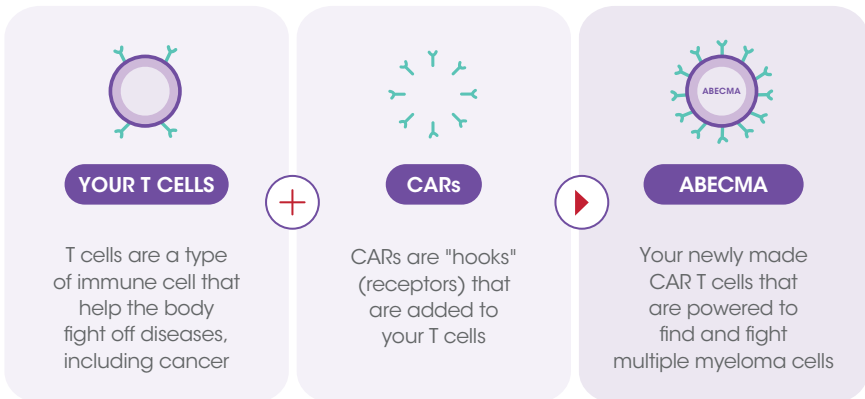 ABECMA
YOUR T CELLS
T cells are a type
of immune cell that
help the body
fight off diseases,
including cancer
+
CARs
CARs are "hooks"
(receptors) that
are added to
your T cells
ABECMA
Your newly made
CAR T cells that
are powered to
find and fight
multiple myeloma cells